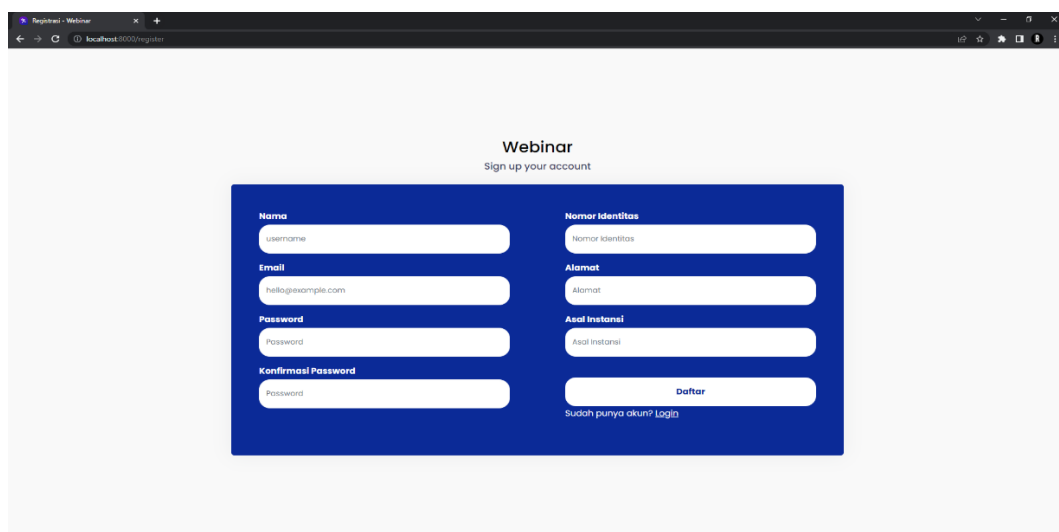 Registrasi - Webinar
localhost:8000/register
Webinar
Sign up your account
Nama
username
Email
hello@example.com
Password
Password
Konfirmasi Password
Password
Nomor Identitas
Nomor Identitas
Alamat
Alamat
Asal Instansi
Asal Instansi
Daftar
Sudah punya akun? Login